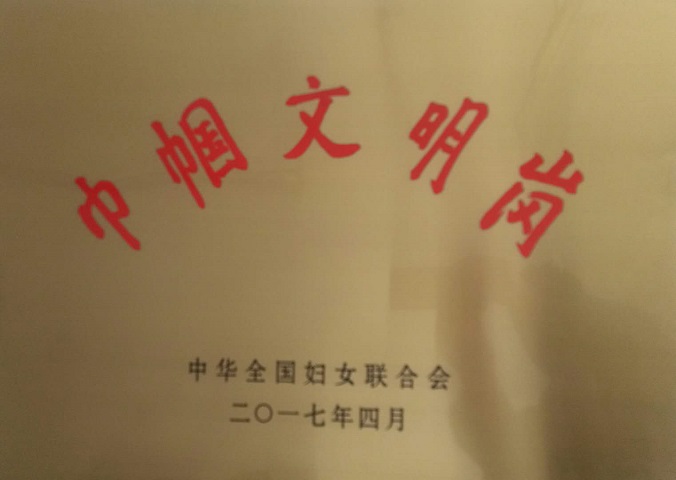 巾帼文明岗
中华全国妇女联合会
二〇一七年四月